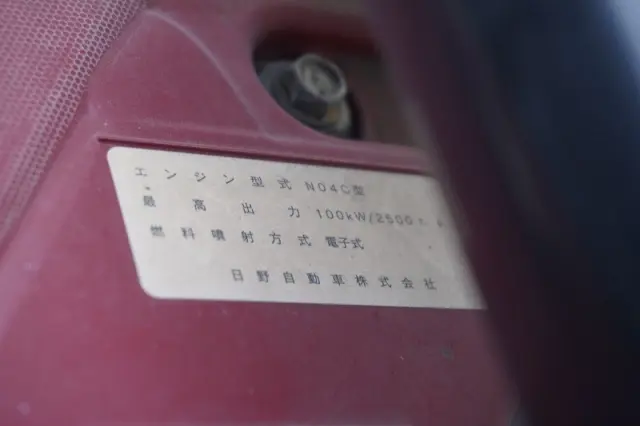 エンジン型式 N04C型
最高出力 100kW/2500
燃料噴射方式 電子式
日野自動車株式会社